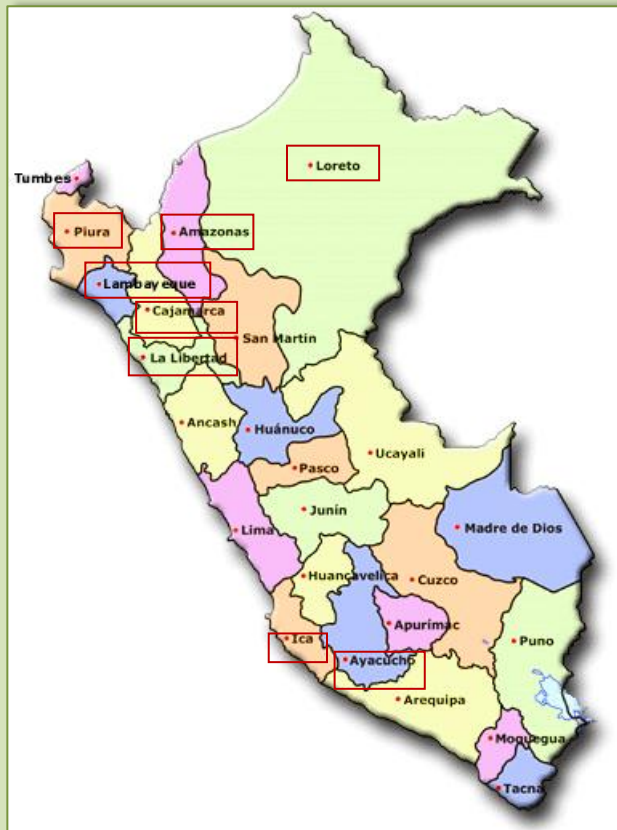 Loreto
Tumbes
Piura
Amazonas
Lambayeque
Cajamarca
San Martín
La Libertad
Ancash
Huánuco
Ucayali
Pasco
Junín
Lima
Madre de Dios
Huancavelica
Cuzco
Apurímac
Ica
Puno
Ayacucho
Arequipa
Moquegua
Tacna